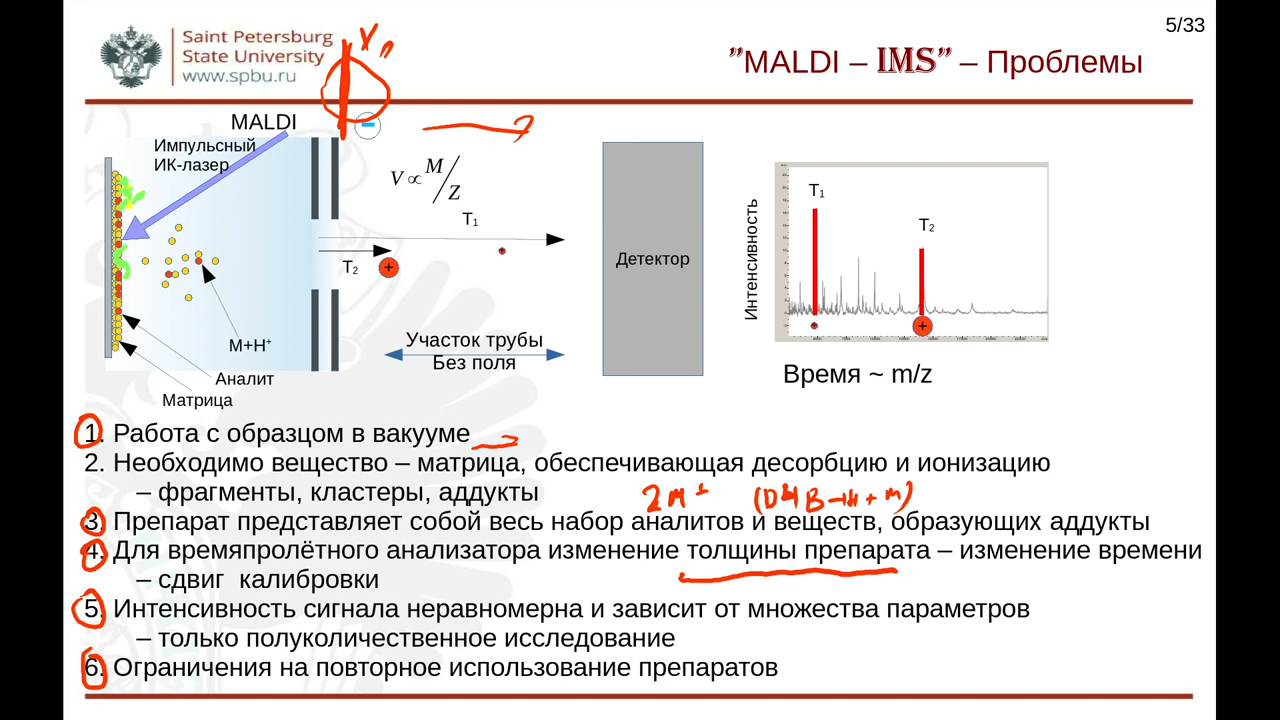 5/33
Saint Petersburg
State University
www.spbu.ru
"MALDI – IMS" – Проблемы
MALDI
Импульсный
ИК-лазер
V ∝ M/Z
T₁
T₂
+
+
Детектор
M+H⁺
Участок трубы
Без поля
Аналит
Матрица
Интенсивность
T₁
T₂
+
+
Время ~ m/z
1. Работа с образцом в вакууме
2. Необходимо вещество – матрица, обеспечивающая десорбцию и ионизацию
– фрагменты, кластеры, аддукты
3. Препарат представляет собой весь набор аналитов и веществ, образующих аддукты
4. Для времяпролётного анализатора изменение толщины препарата – изменение времени
– сдвиг калибровки
5. Интенсивность сигнала неравномерна и зависит от множества параметров
– только полуколичественное исследование
6. Ограничения на повторное использование препаратов